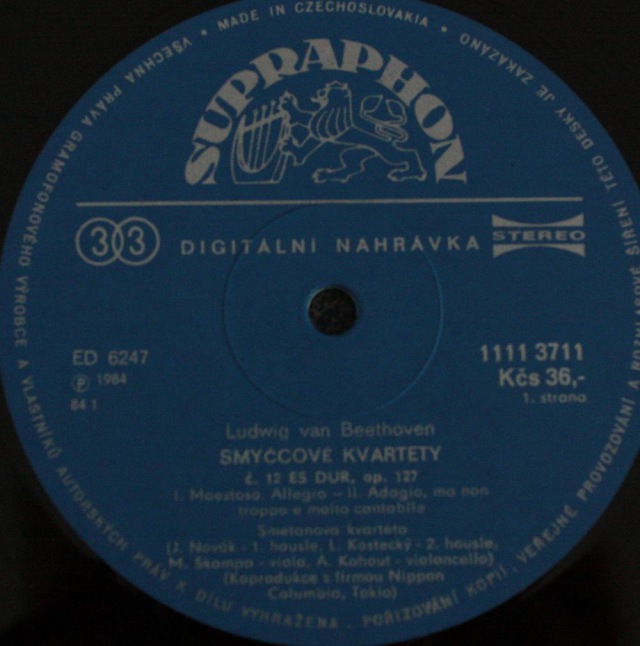 VŠECHNA PRÁVA GRAMOFONOVÉHO VÝROBCE A VLASTNÍKŮ AUTORSKÝCH PRÁV K DÍLU VYHRAŽENA. POŘIZOVÁNÍ KOPIÍ, VEŘEJNÉ PROVOZOVÁNÍ A ROZHLASOVÉ ŠÍŘENÍ TÉTO DESKY JE ZAKÁZÁNO • MADE IN CZECHOSLOVAKIA •
SUPRAPHON
33 DIGITÁLNÍ NAHRÁVKA STEREO
ED 6247 1111 3711
Ⓟ 1984 Kčs 36,-
84 1 1. strana
Ludwig van Beethoven
SMYČCOVÉ KVARTETY
č. 12 ES DUR, op. 127
I. Maestoso. Allegro - II. Adagio, ma non
troppo e molto cantabile
Smetanovo kvarteto
(J. Novák - 1. housle, L. Kostecký - 2. housle,
M. Škampa - viola, A. Kohout - violoncello)
(Koprodukce s firmou Nippon
Columbia, Tokio)